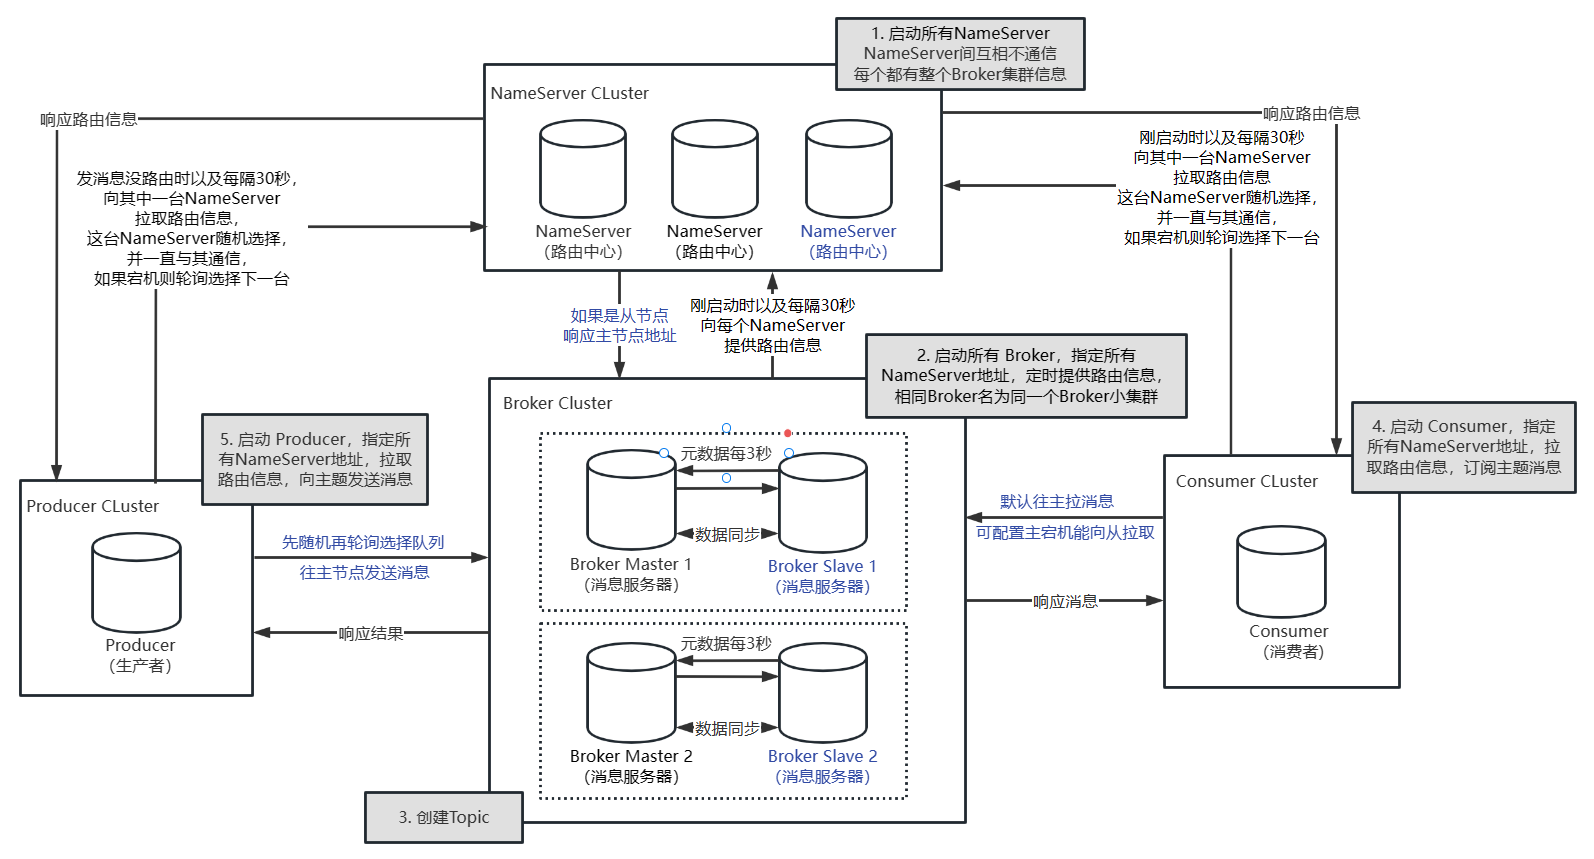 1. 启动所有NameServer
NameServer间互相不通信
每个都有整个Broker集群信息
NameServer CLuster
NameServer
（路由中心）
NameServer
（路由中心）
NameServer
（路由中心）
响应路由信息
发消息没路由时以及每隔30秒，
向其中一台NameServer
拉取路由信息，
这台NameServer随机选择，
并一直与其通信，
如果宕机则轮询选择下一台
响应路由信息
刚启动时以及每隔30秒
向其中一台NameServer
拉取路由信息
这台NameServer随机选择，
并一直与其通信，
如果宕机则轮询选择下一台
如果是从节点
响应主节点地址
刚启动时以及每隔30秒
向每个NameServer
提供路由信息
2. 启动所有 Broker，指定所有
NameServer地址，定时提供路由信息，
相同Broker名为同一个Broker小集群
Broker Cluster
元数据每3秒
数据同步
Broker Master 1
（消息服务器）
Broker Slave 1
（消息服务器）
元数据每3秒
数据同步
Broker Master 2
（消息服务器）
Broker Slave 2
（消息服务器）
3. 创建Topic
5. 启动 Producer，指定所
有NameServer地址，拉取
路由信息，向主题发送消息
Producer CLuster
Producer
（生产者）
先随机再轮询选择队列
往主节点发送消息
响应结果
4. 启动 Consumer，指定
所有NameServer地址，拉
取路由信息，订阅主题消息
Consumer CLuster
Consumer
（消费者）
默认往主拉消息
可配置主宕机能向从拉取
响应消息